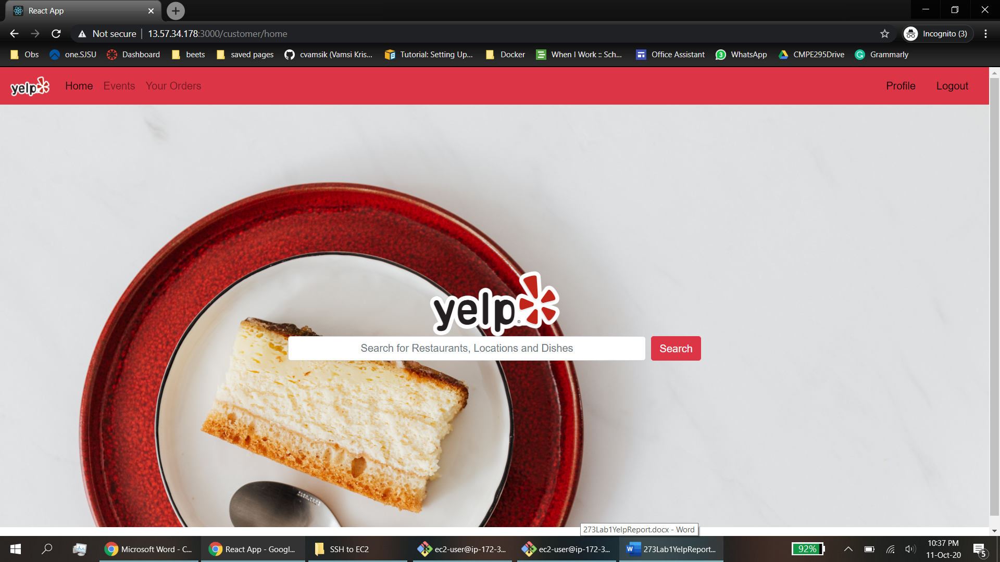 React App
Not secure
13.57.34.178:3000/customer/home
Incognito (3)
Obs
one.SJSU
Dashboard
beets
saved pages
cvamsik (Vamsi Kris...
Tutorial: Setting Up...
Docker
When I Work :: Sch...
Office Assistant
3
WhatsApp
CMPE295Drive
Grammarly
yelp
Home
Events
Your Orders
Profile
Logout
yelp®
Search for Restaurants, Locations and Dishes
Search
273Lab1YelpReport.docx - Word
Microsoft Word - C...
React App - Googl...
SSH to EC2
ec2-user@ip-172-3...
ec2-user@ip-172-3...
W
273Lab1YelpReport...
92%
10:37 PM
11-Oct-20
5